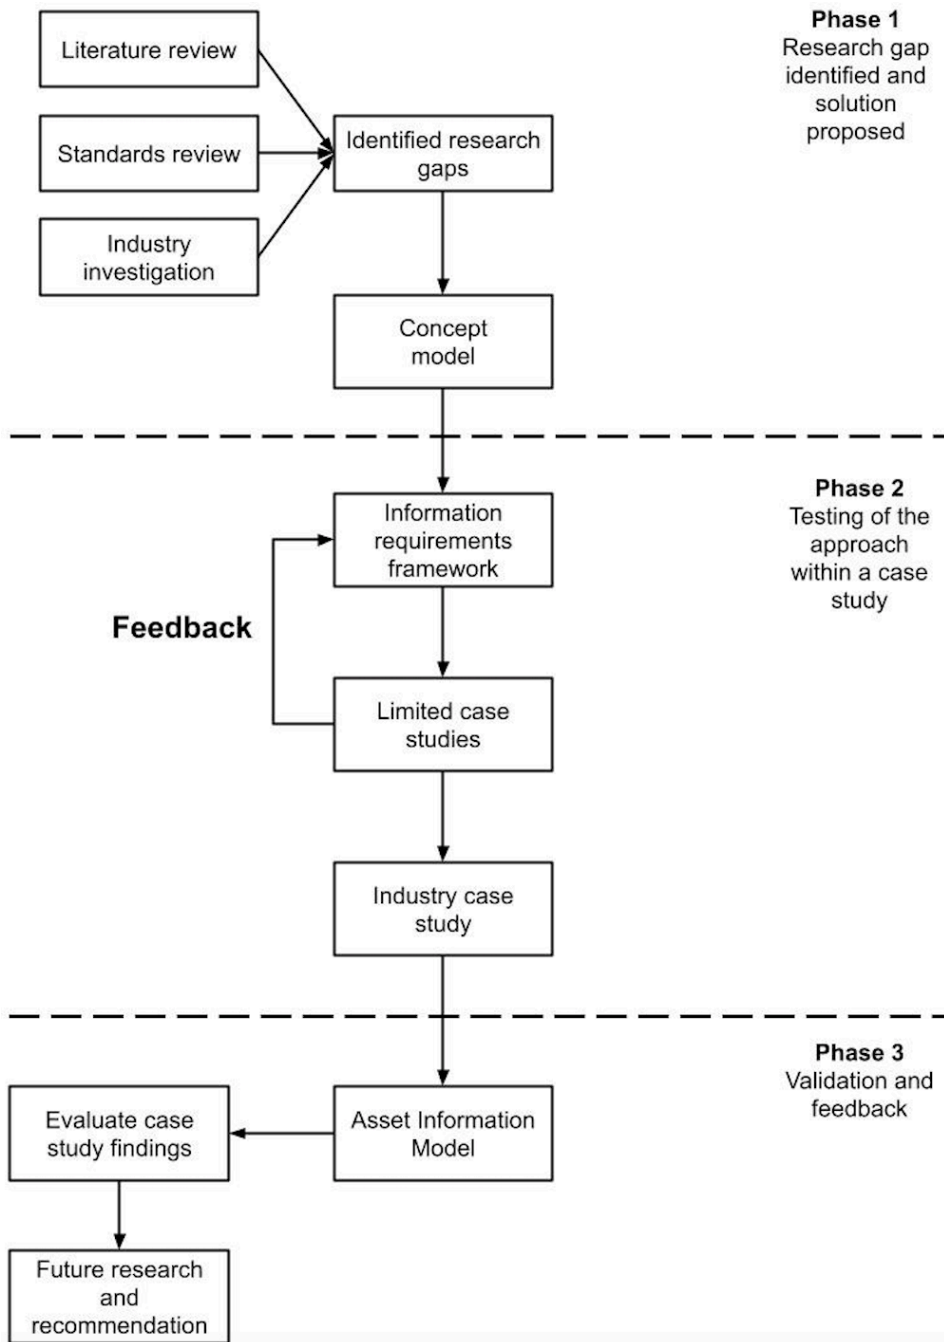 Literature review
Standards review
Industry
investigation
Identified research
gaps
Concept
model
Phase 1
Research gap
identified and
solution
proposed
Information
requirements
framework
Feedback
Limited case
studies
Industry case
study
Phase 2
Testing of the
approach
within a case
study
Asset Information
Model
Evaluate case
study findings
Future research
and
recommendation
Phase 3
Validation and
feedback